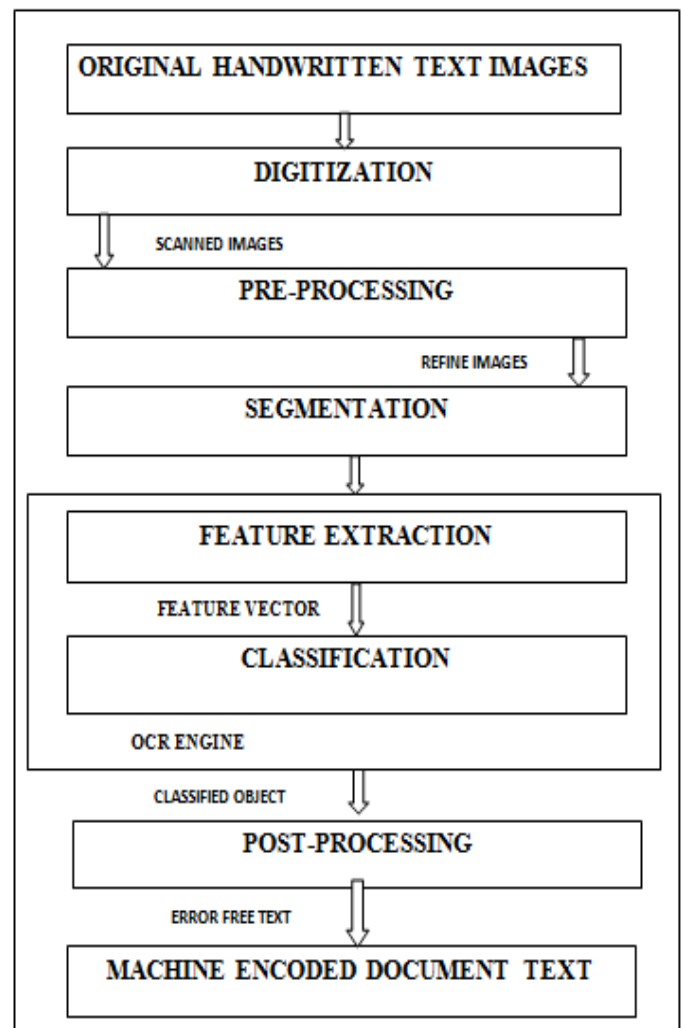 ORIGINAL HANDWRITTEN TEXT IMAGES
DIGITIZATION
SCANNED IMAGES
PRE-PROCESSING
REFINE IMAGES
SEGMENTATION
FEATURE EXTRACTION
FEATURE VECTOR
CLASSIFICATION
OCR ENGINE
CLASSIFIED OBJECT
POST-PROCESSING
ERROR FREE TEXT
MACHINE ENCODED DOCUMENT TEXT